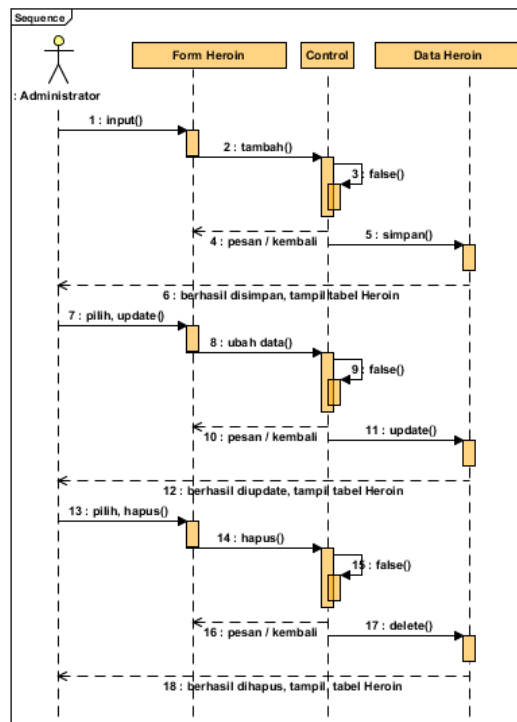 Sequence
Form Heroin
Control
Data Heroin
: Administrator
1 : input()
2 : tambah()
3 : false()
4 : pesan / kembali
5 : simpan()
6 : berhasil disimpan, tampil tabel Heroin
7 : pilih, update()
8 : ubah data()
9 : false()
10 : pesan / kembali
11 : update()
12 : berhasil diupdate, tampil tabel Heroin
13 : pilih, hapus()
14 : hapus()
15 : false()
16 : pesan / kembali
17 : delete()
18 : berhasil dihapus, tampil, tabel Heroin